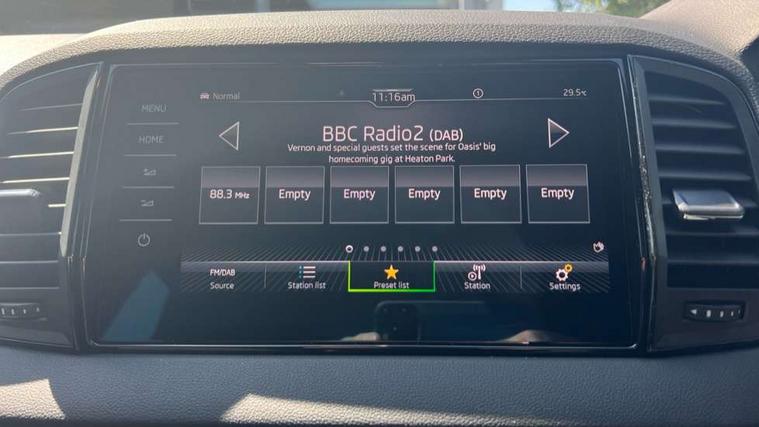 Normal
11:16am
29.5°C
MENU
HOME
BBC Radio2 (DAB)
Vernon and special guests set the scene for Oasis' big
homecoming gig at Heaton Park.
88.3 MHz
Empty
Empty
Empty
Empty
Empty
FM/DAB
Source
Station list
Preset list
Station
Settings